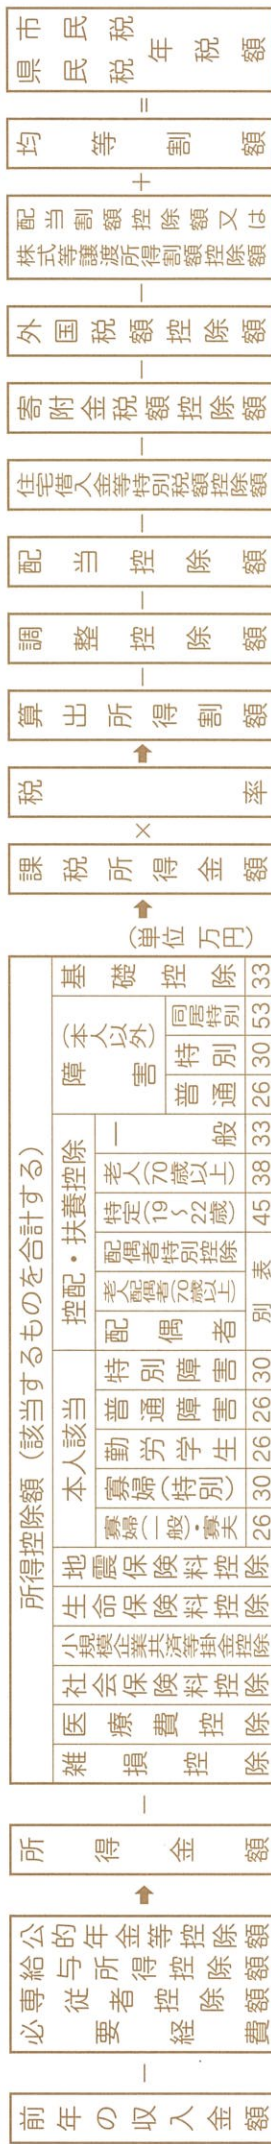 前年の収入金額
−
公的年金等控除額
給与所得控除額
専従者控除額
必要経費
➡
所得金額
−
所得控除額（該当するものを合計する）
雑損控除
医療費控除
社会保険料控除
小規模企業共済等掛金控除
生命保険料控除
地震保険料控除
本人該当
寡婦(一般)・寡夫 26
寡婦(特別) 30
勤労学生 26
普通障害 26
特別障害 30
控配・扶養控除
配偶者
老人配偶者(70歳以上)
配偶者特別控除
別表
特定(19〜22歳) 45
老人(70歳以上) 38
一般 33
障害(本人以外)
普通 26
特別 30
同居特別 53
基礎控除 33
(単位 万円)
➡
課税所得金額
×
税率
➡
算出所得割額
−
調整控除額
−
配当控除額
−
住宅借入金等特別税額控除額
−
寄附金税額控除額
−
外国税額控除額
−
配当割額控除額又は
株式等譲渡所得割額控除額
+
均等割額
=
市民税
県民税
年税額